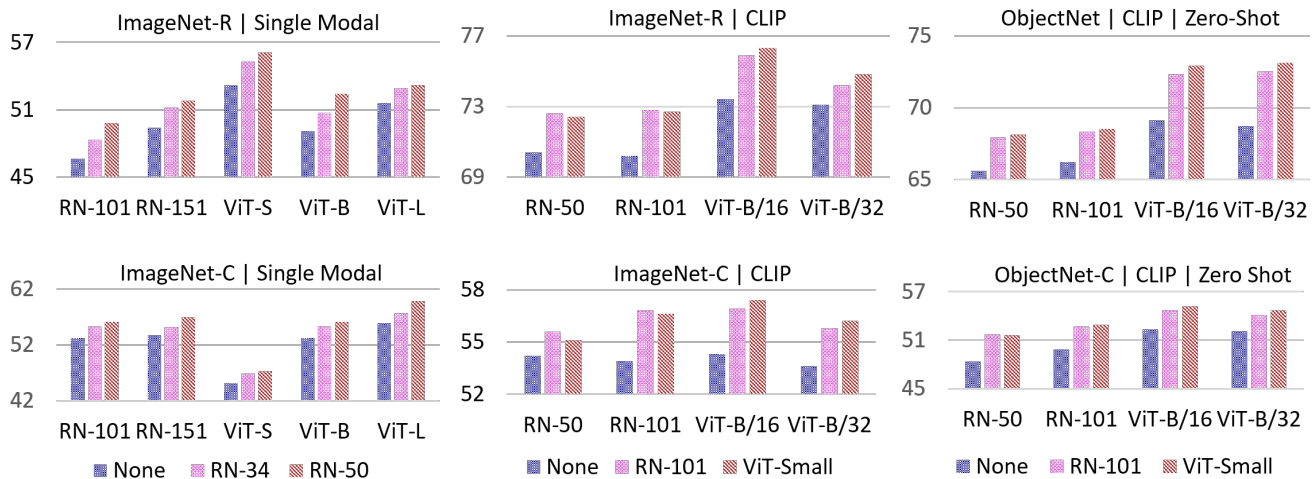 ImageNet-R | Single Modal
57
51
45
RN-101 RN-151 ViT-S ViT-B ViT-L
ImageNet-R | CLIP
77
73
69
RN-50 RN-101 ViT-B/16 ViT-B/32
ObjectNet | CLIP | Zero-Shot
75
70
65
RN-50 RN-101 ViT-B/16 ViT-B/32
ImageNet-C | Single Modal
62
52
42
RN-101 RN-151 ViT-S ViT-B ViT-L
None RN-34 RN-50
ImageNet-C | CLIP
58
55
52
RN-50 RN-101 ViT-B/16 ViT-B/32
None RN-101 ViT-Small
ObjectNet-C | CLIP | Zero Shot
57
51
45
RN-50 RN-101 ViT-B/16 ViT-B/32
None RN-101 ViT-Small